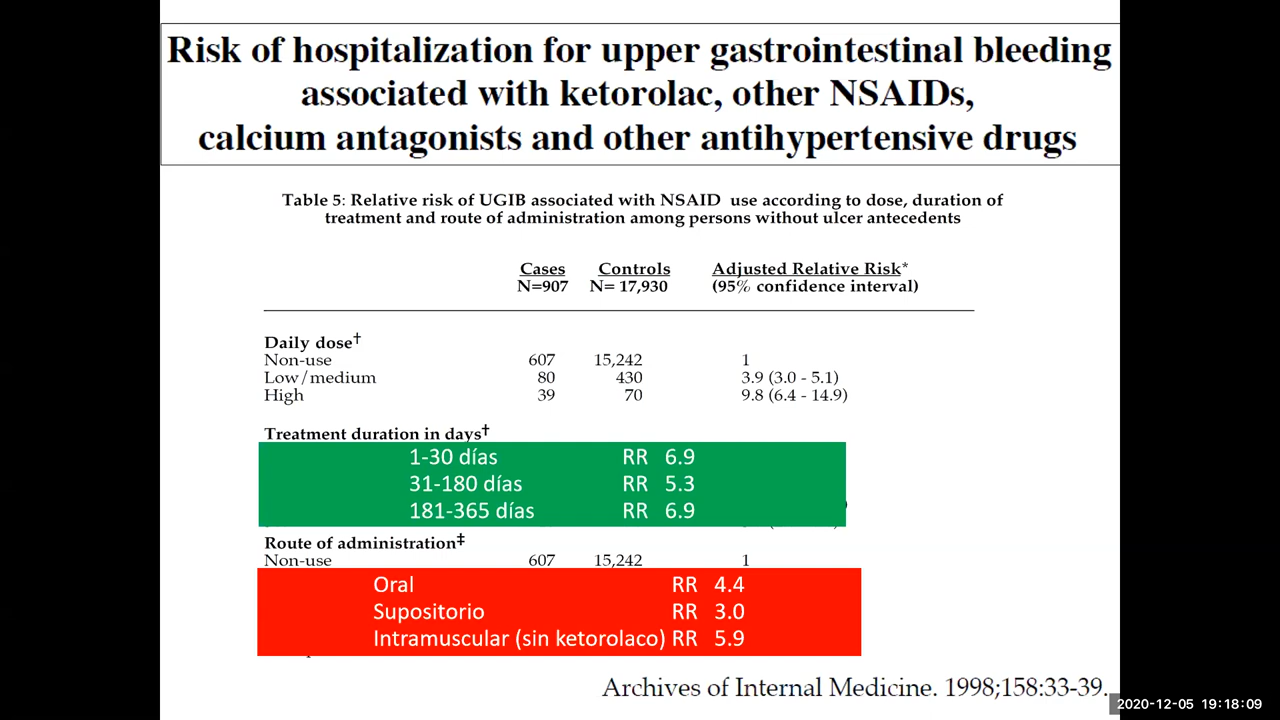 Risk of hospitalization for upper gastrointestinal bleeding
associated with ketorolac, other NSAIDs,
calcium antagonists and other antihypertensive drugs
Table 5: Relative risk of UGIB associated with NSAID use according to dose, duration of
treatment and route of administration among persons without ulcer antecedents
Cases Controls Adjusted Relative Risk*
N=907 N= 17,930 (95% confidence interval)
Daily dose†
Non-use 607 15,242 1
Low/medium 80 430 3.9 (3.0 - 5.1)
High 39 70 9.8 (6.4 - 14.9)
Treatment duration in days†
1-30 días RR 6.9
31-180 días RR 5.3
181-365 días RR 6.9
Route of administration‡
Non-use 607 15,242 1
Oral RR 4.4
Supositorio RR 3.0
Intramuscular (sin ketorolaco) RR 5.9
Archives of Internal Medicine. 1998;158:33-39.
2020-12-05 19:18:09